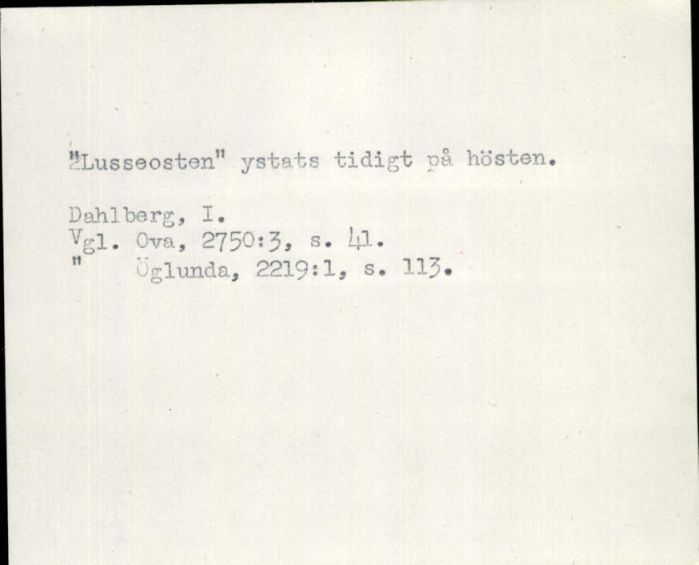 "Lusseosten" ystats tidigt på hösten.
Dahlberg, I.
Vgl. Ova, 2750:3, s. 41.
" Öglunda, 2219:1, s. 113.